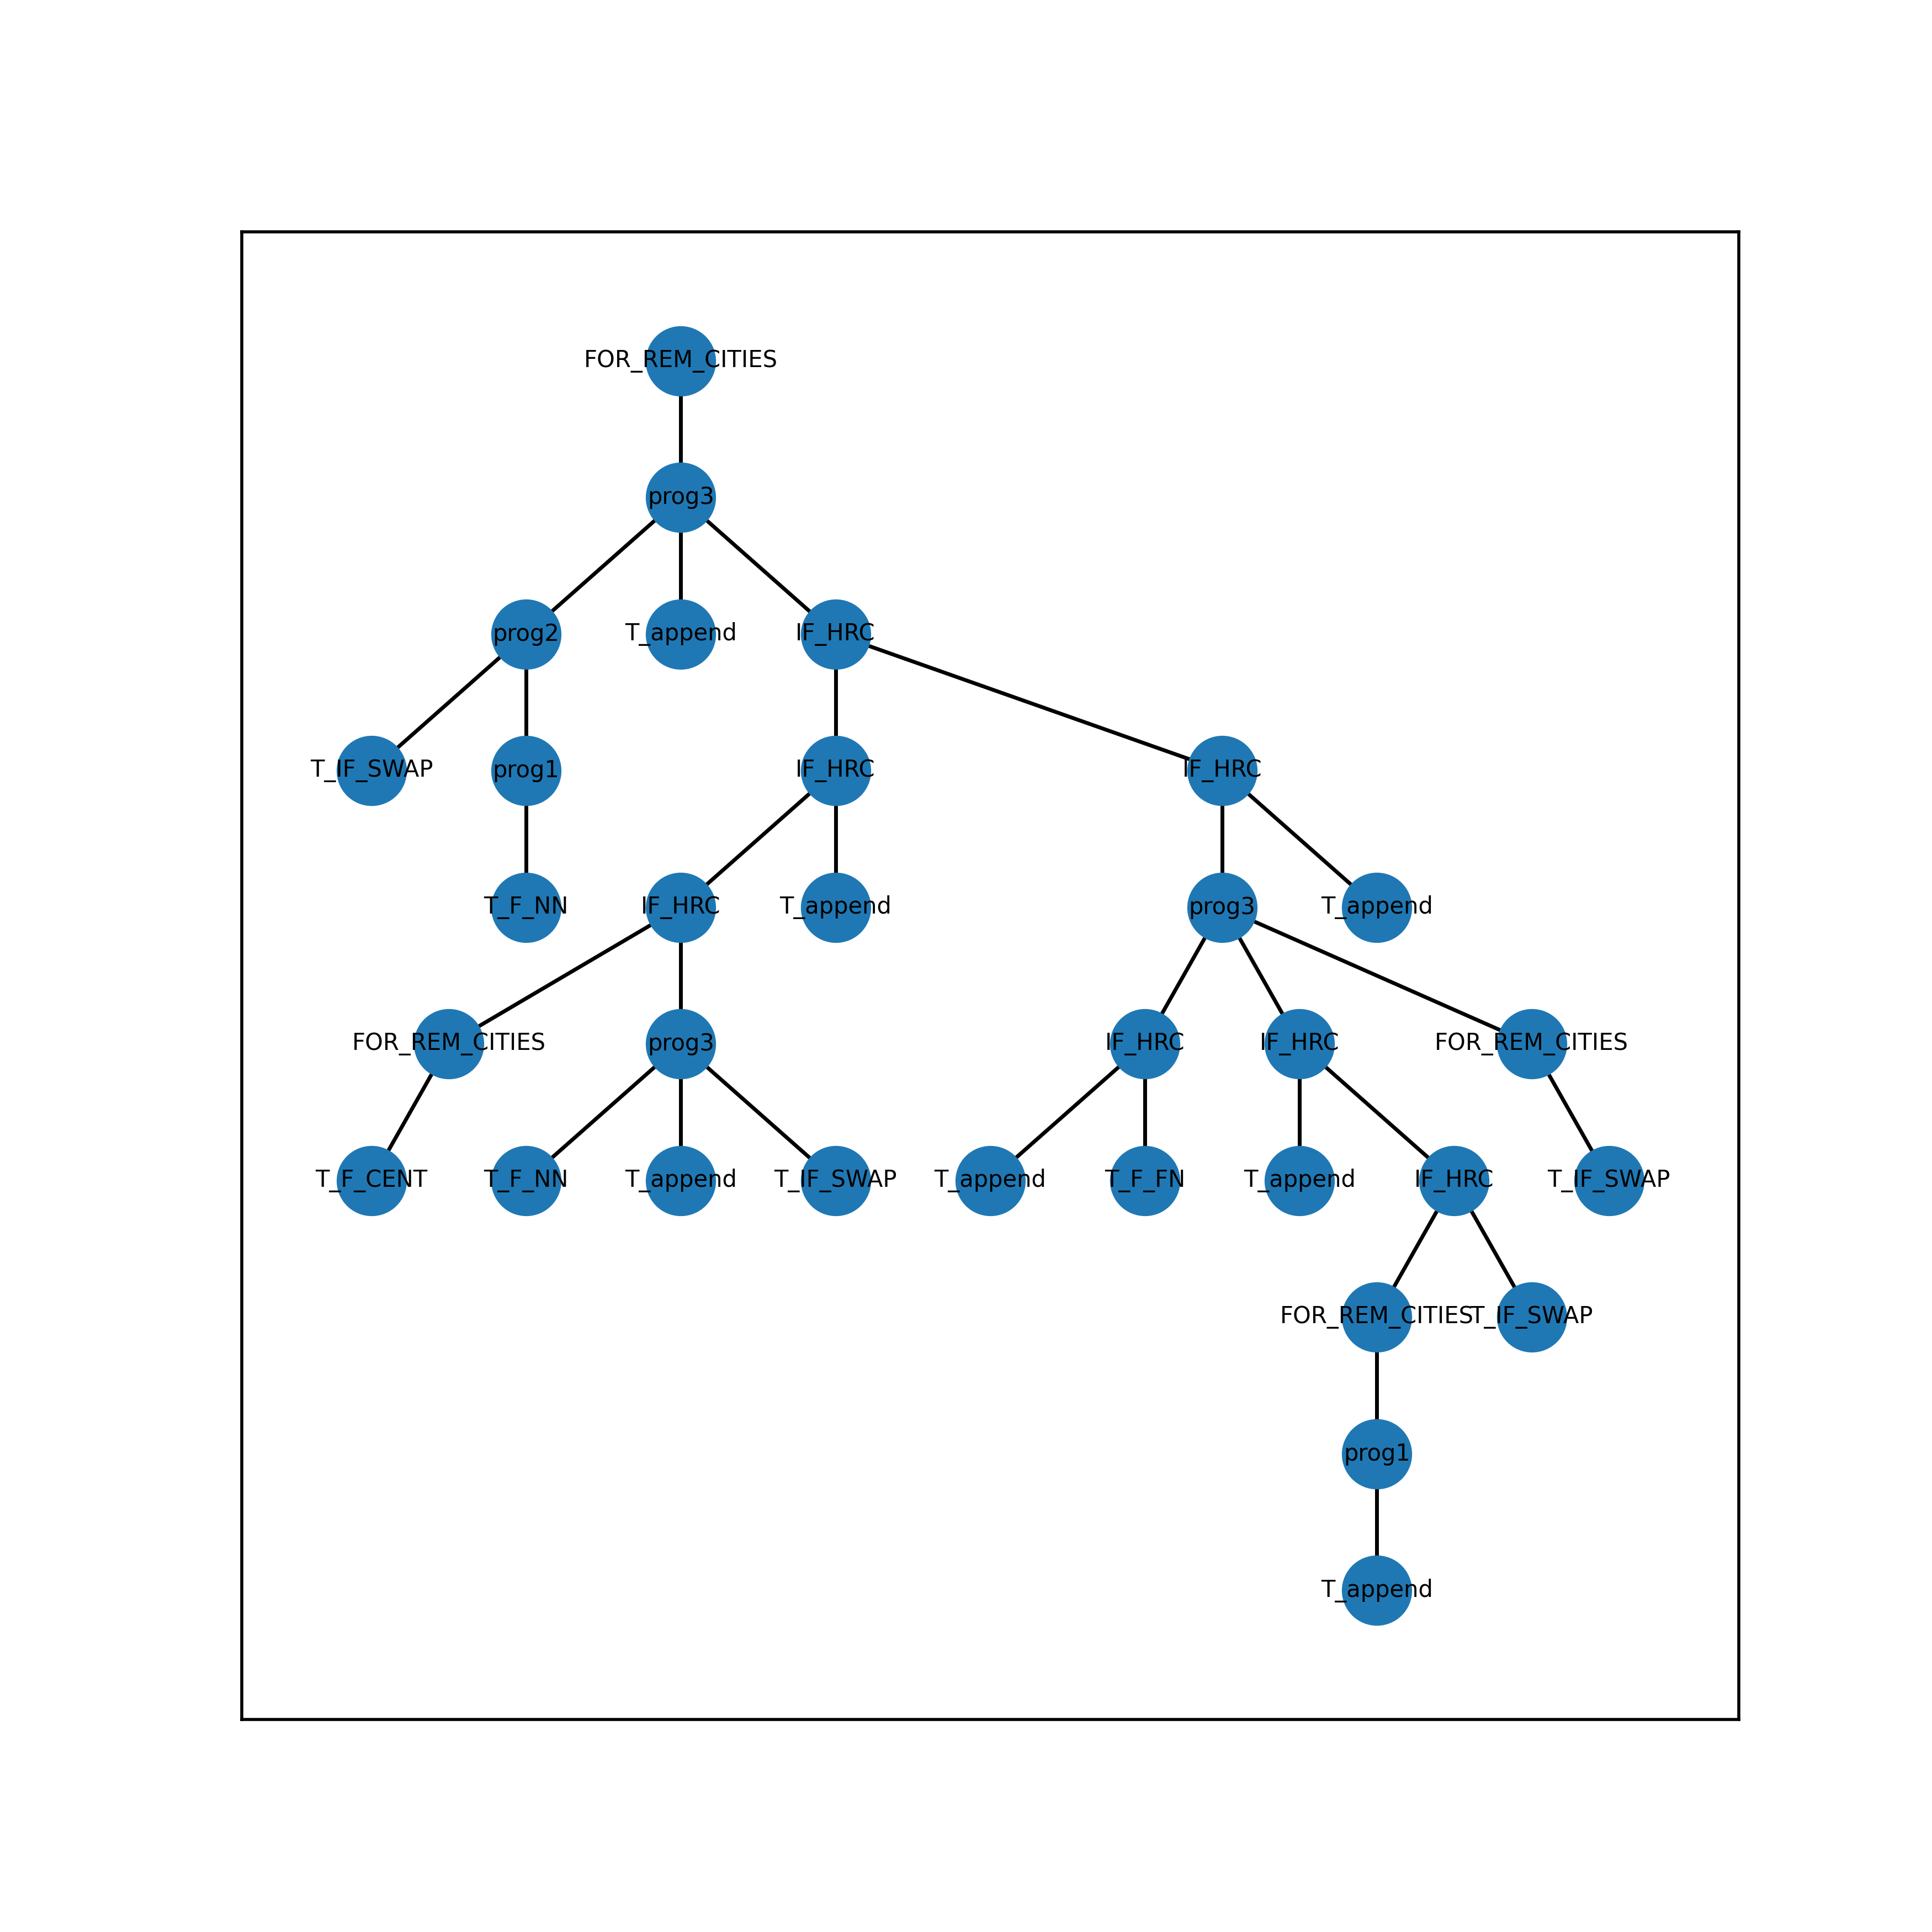 FOR_REM_CITIES
prog3
prog2 T_append IF_HRC
T_IF_SWAP prog1 IF_HRC IF_HRC
T_F_NN IF_HRC T_append prog3 T_append
FOR_REM_CITIES prog3 IF_HRC IF_HRC FOR_REM_CITIES
T_F_CENT T_F_NN T_append T_IF_SWAP T_append T_F_FN T_append IF_HRC T_IF_SWAP
FOR_REM_CITIES T_IF_SWAP
prog1
T_append